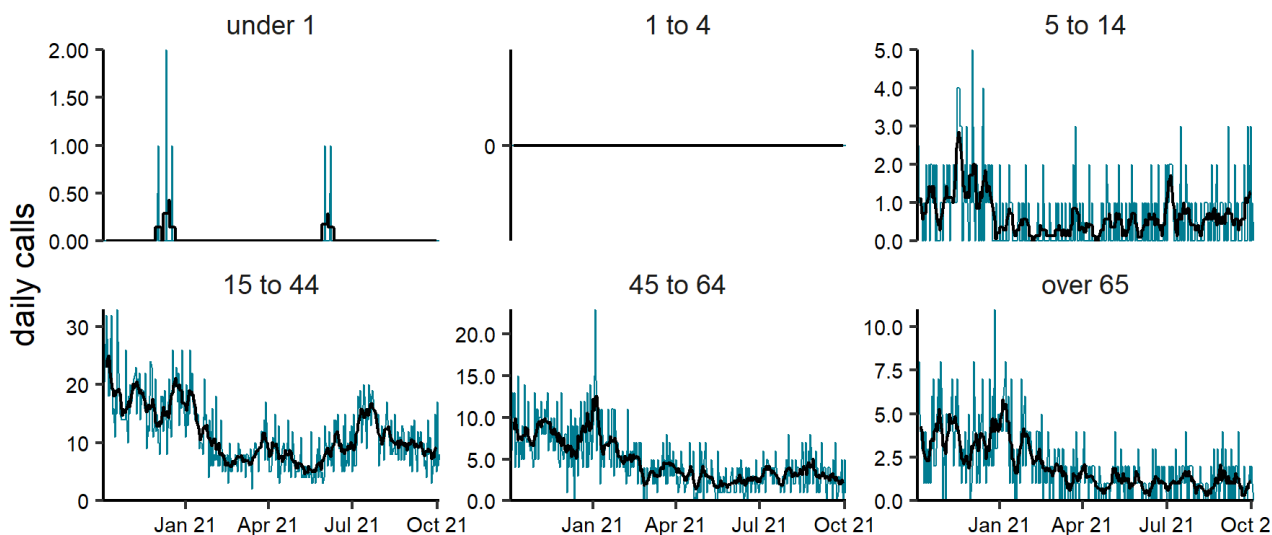 under 1
1 to 4
5 to 14
2.00
1.50
1.00
0.50
0.00
0
5.0
4.0
3.0
2.0
1.0
0.0
daily calls
15 to 44
45 to 64
over 65
30
20
10
0
20.0
15.0
10.0
5.0
0.0
10.0
7.5
5.0
2.5
0.0
Jan 21 Apr 21 Jul 21 Oct 21
Jan 21 Apr 21 Jul 21 Oct 21
Jan 21 Apr 21 Jul 21 Oct 2